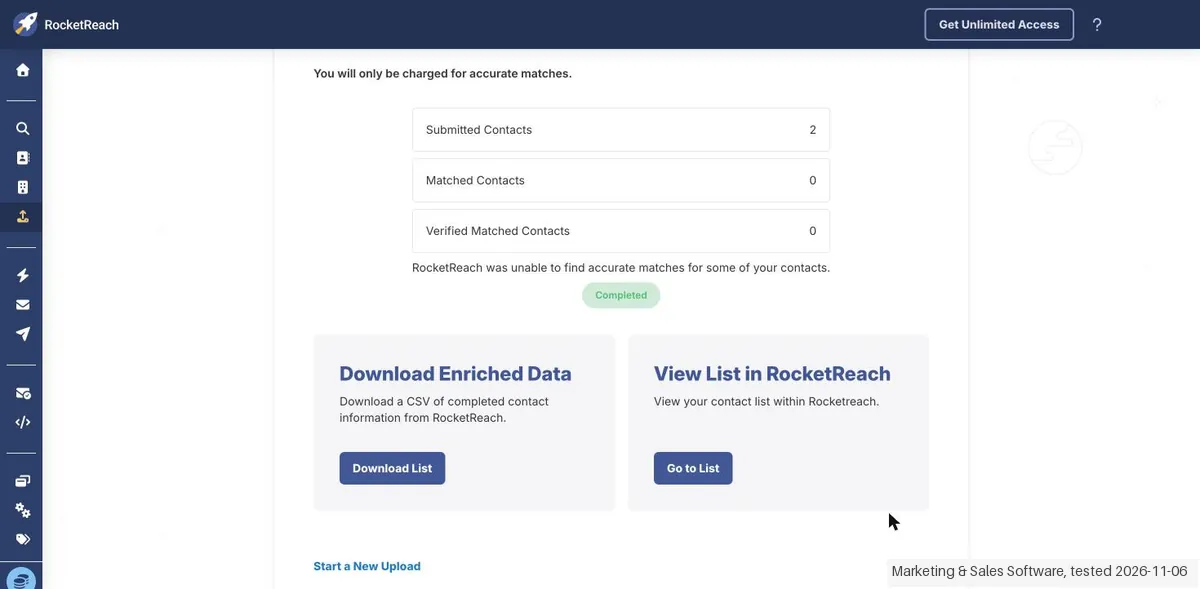 RocketReach
Get Unlimited Access
?
You will only be charged for accurate matches.
Submitted Contacts 2
Matched Contacts 0
Verified Matched Contacts 0
RocketReach was unable to find accurate matches for some of your contacts.
Completed
Download Enriched Data
Download a CSV of completed contact
information from RocketReach.
Download List
View List in RocketReach
View your contact list within Rocketreach.
Go to List
Start a New Upload
Marketing & Sales Software, tested 2026-11-06